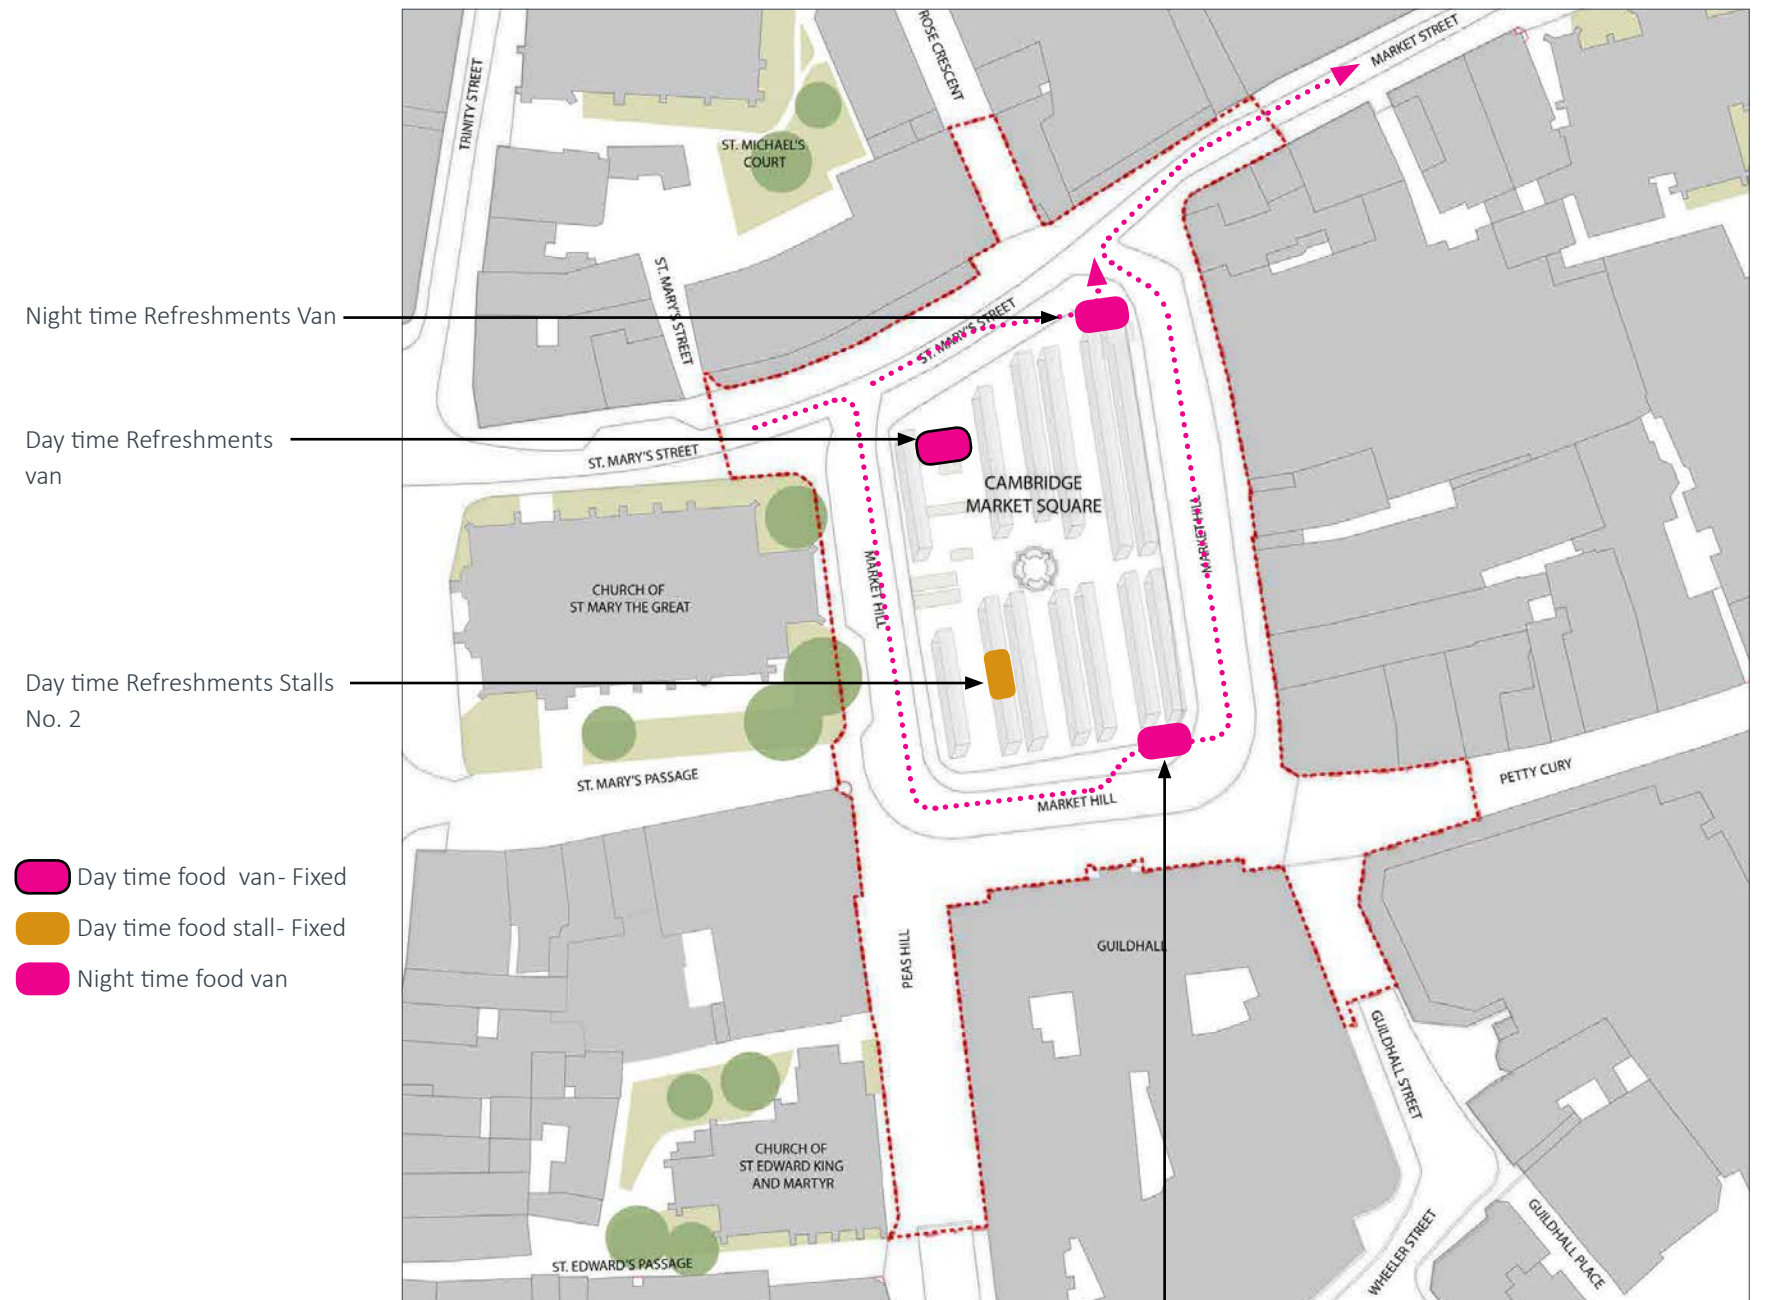 ROSE CRESCENT
MARKET STREET
TRINITY STREET
ST. MICHAEL'S
COURT
ST. MARY'S STREET
Night time Refreshments Van
ST. MARY'S STREET
Day time Refreshments
van
ST. MARY'S STREET
CAMBRIDGE
MARKET SQUARE
MARKET HILL
MARKET HILL
CHURCH OF
ST MARY THE GREAT
Day time Refreshments Stalls
No. 2
ST. MARY'S PASSAGE
MARKET HILL
PETTY CURY
Day time food van- Fixed
Day time food stall- Fixed
Night time food van
PEAS HILL
GUILDHALL
GUILDHALL STREET
CHURCH OF
ST EDWARD KING
AND MARTYR
ST. EDWARD'S PASSAGE
WHEELER STREET
GUILDHALL PLACE